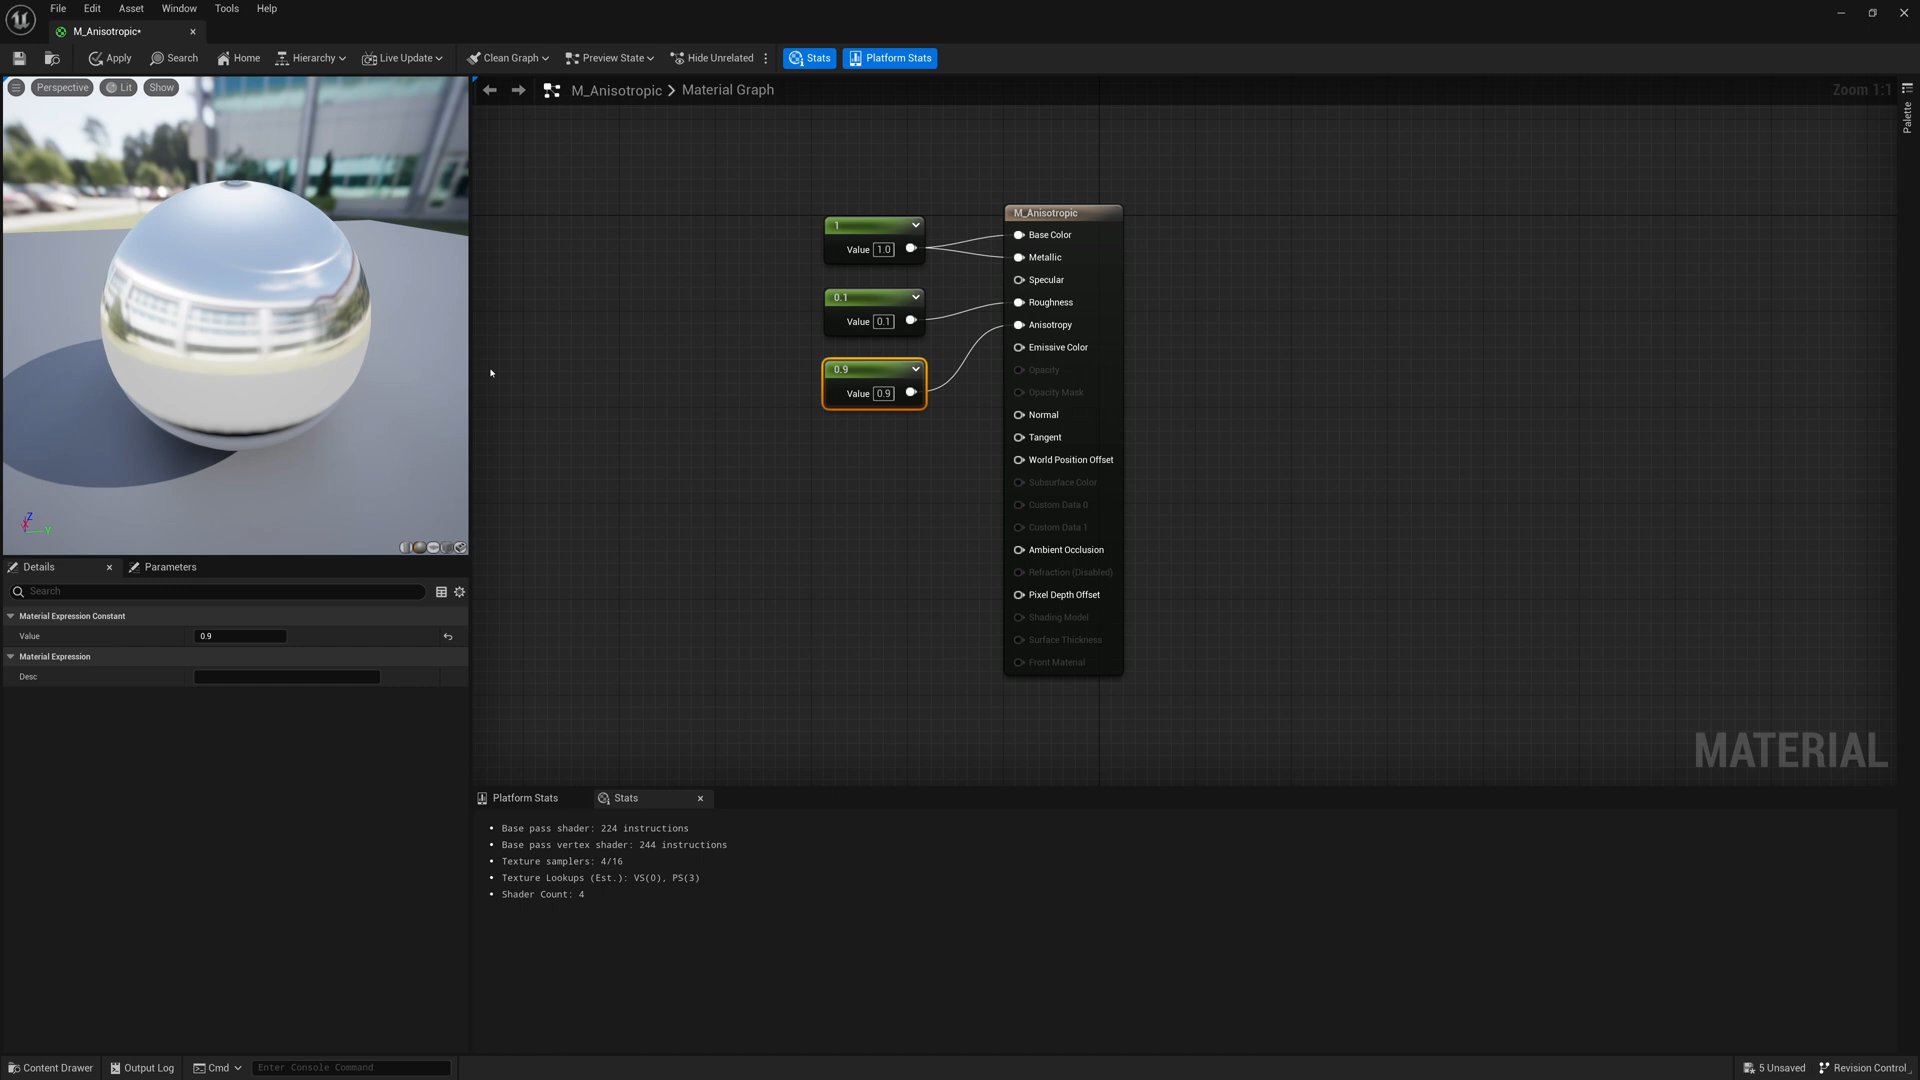 File Edit Asset Window Tools Help
M_Anisotropic*
Apply Search Home Hierarchy Live Update Clean Graph Preview State Hide Unrelated Stats Platform Stats
Perspective Lit Show
M_Anisotropic > Material Graph
Zoom 1:1
Palette
1
Value 1.0
0.1
Value 0.1
0.9
Value 0.9
M_Anisotropic
Base Color
Metallic
Specular
Roughness
Anisotropy
Emissive Color
Opacity
Opacity Mask
Normal
Tangent
World Position Offset
Subsurface Color
Custom Data 0
Custom Data 1
Ambient Occlusion
Refraction (Disabled)
Pixel Depth Offset
Shading Model
Surface Thickness
Front Material
MATERIAL
Z
X
Y
Details Parameters
Search
Material Expression Constant
Value 0.9
Material Expression
Desc
Platform Stats Stats
• Base pass shader: 224 instructions
• Base pass vertex shader: 244 instructions
• Texture samplers: 4/16
• Texture Lookups (Est.): VS(0), PS(3)
• Shader Count: 4
Content Drawer Output Log Cmd Enter Console Command 5 Unsaved Revision Control